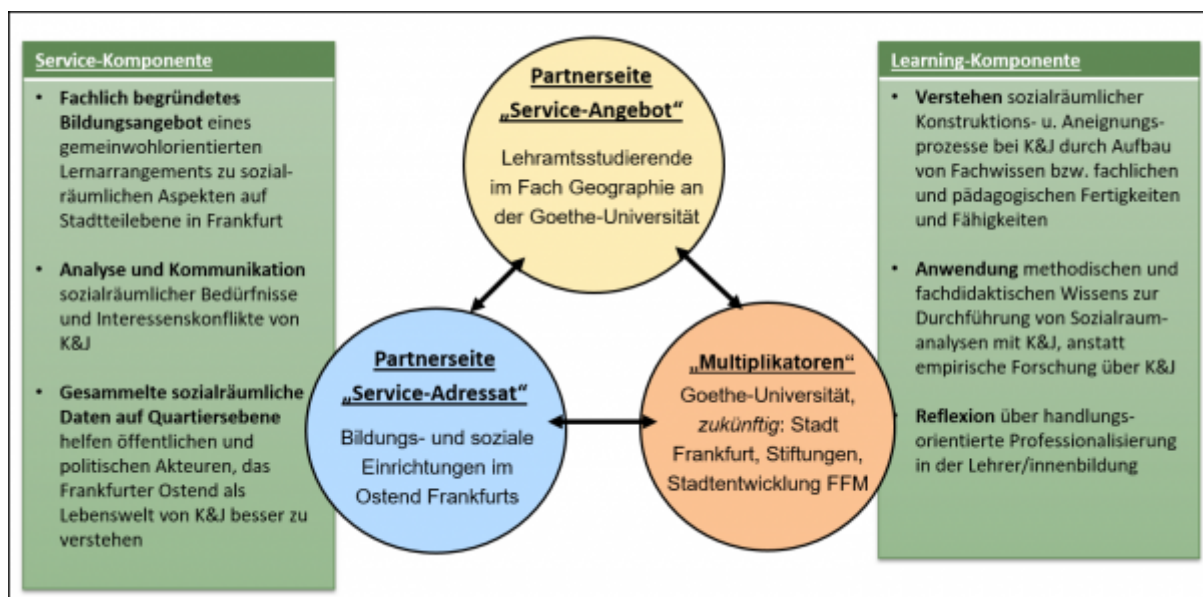 Service-Komponente
• Fachlich begründetes
Bildungsangebot eines
gemeinwohlorientierten
Lernarrangements zu sozial-
räumlichen Aspekten auf
Stadtteilebene in Frankfurt
• Analyse und Kommunikation
sozialräumlicher Bedürfnisse
und Interessenskonflikte von
K&J
• Gesammelte sozialräumliche
Daten auf Quartiersebene
helfen öffentlichen und
politischen Akteuren, das
Frankfurter Ostend als
Lebenswelt von K&J besser zu
verstehen
Partnerseite
„Service-Angebot“
Lehramtsstudierende
im Fach Geographie an
der Goethe-Universität
Partnerseite
„Service-Adressat“
Bildungs- und soziale
Einrichtungen im
Ostend Frankfurts
„Multiplikatoren“
Goethe-Universität,
zukünftig: Stadt
Frankfurt, Stiftungen,
Stadtentwicklung FFM
Learning-Komponente
• Verstehen sozialräumlicher
Konstruktions- u. Aneignungs-
prozesse bei K&J durch Aufbau
von Fachwissen bzw. fachlichen
und pädagogischen Fertigkeiten
und Fähigkeiten
• Anwendung methodischen und
fachdidaktischen Wissens zur
Durchführung von Sozialraum-
analysen mit K&J, anstatt
empirische Forschung über K&J
• Reflexion über handlungs-
orientierte Professionalisierung
in der Lehrer/innenbildung